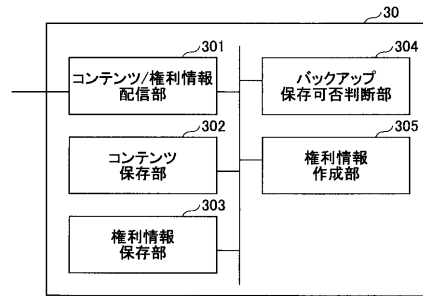 30
301
コンテンツ/権利情報
配信部
302
コンテンツ
保存部
303
権利情報
保存部
304
バックアップ
保存可否判断部
305
権利情報
作成部